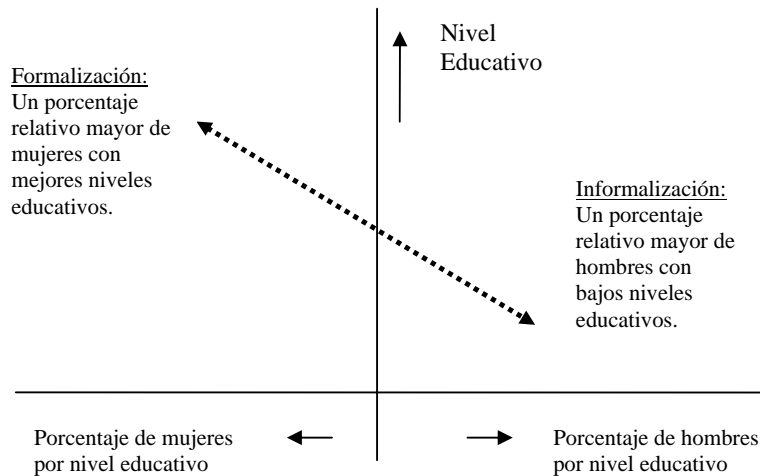 Nivel
Educativo
Formalización:
Un porcentaje
relativo mayor de
mujeres con
mejores niveles
educativos.
Informalización:
Un porcentaje
relativo mayor de
hombres con
bajos niveles
educativos.
Porcentaje de mujeres
por nivel educativo
Porcentaje de hombres
por nivel educativo